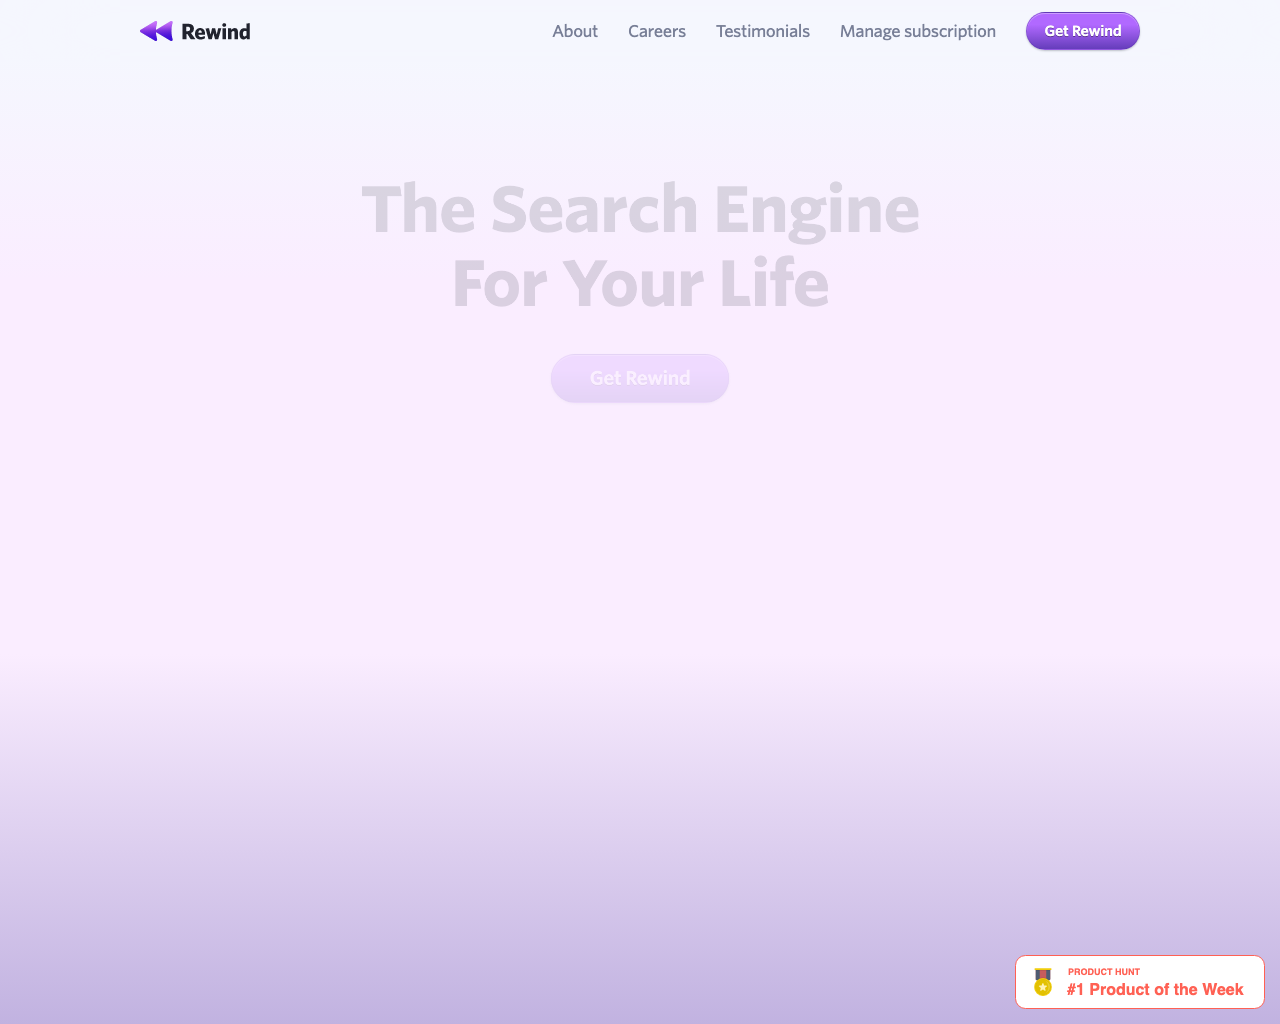 Rewind
About
Careers
Testimonials
Manage subscription
Get Rewind
The Search Engine
For Your Life
Get Rewind
PRODUCT HUNT
#1 Product of the Week